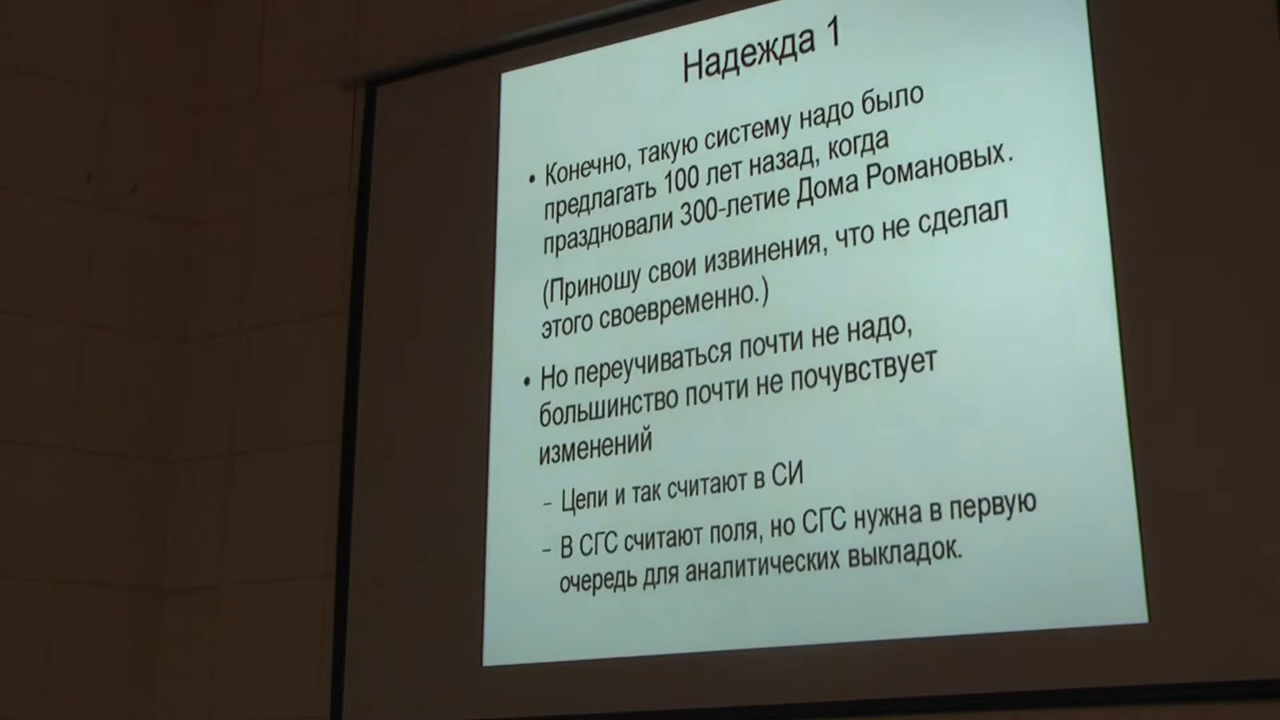 Надежда 1
• Конечно, такую систему надо было
предлагать 100 лет назад, когда
праздновали 300-летие Дома Романовых.
(Приношу свои извинения, что не сделал
этого своевременно.)
• Но переучиваться почти не надо,
большинство почти не почувствует
изменений
– Цепи и так считают в СИ
– В СГС считают поля, но СГС нужна в первую
очередь для аналитических выкладок.